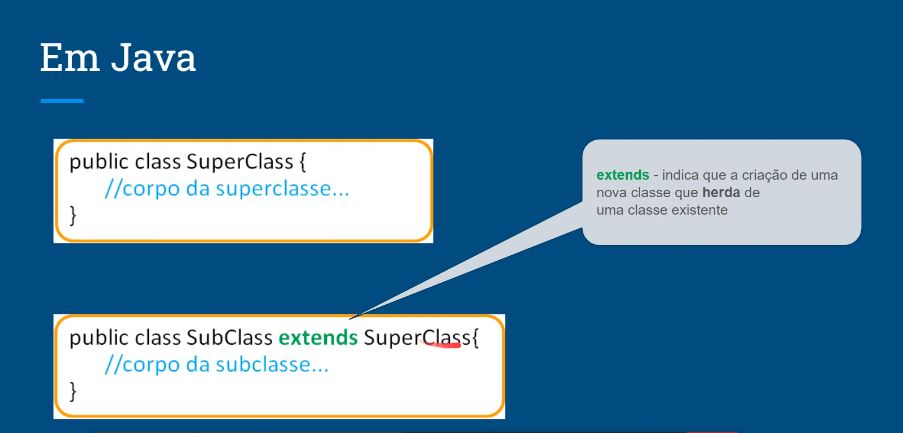 Em Java
public class SuperClass {
//corpo da superclasse...
}
extends - indica que a criação de uma
nova classe que herda de
uma classe existente
public class SubClass extends SuperClass{
//corpo da subclasse...
}